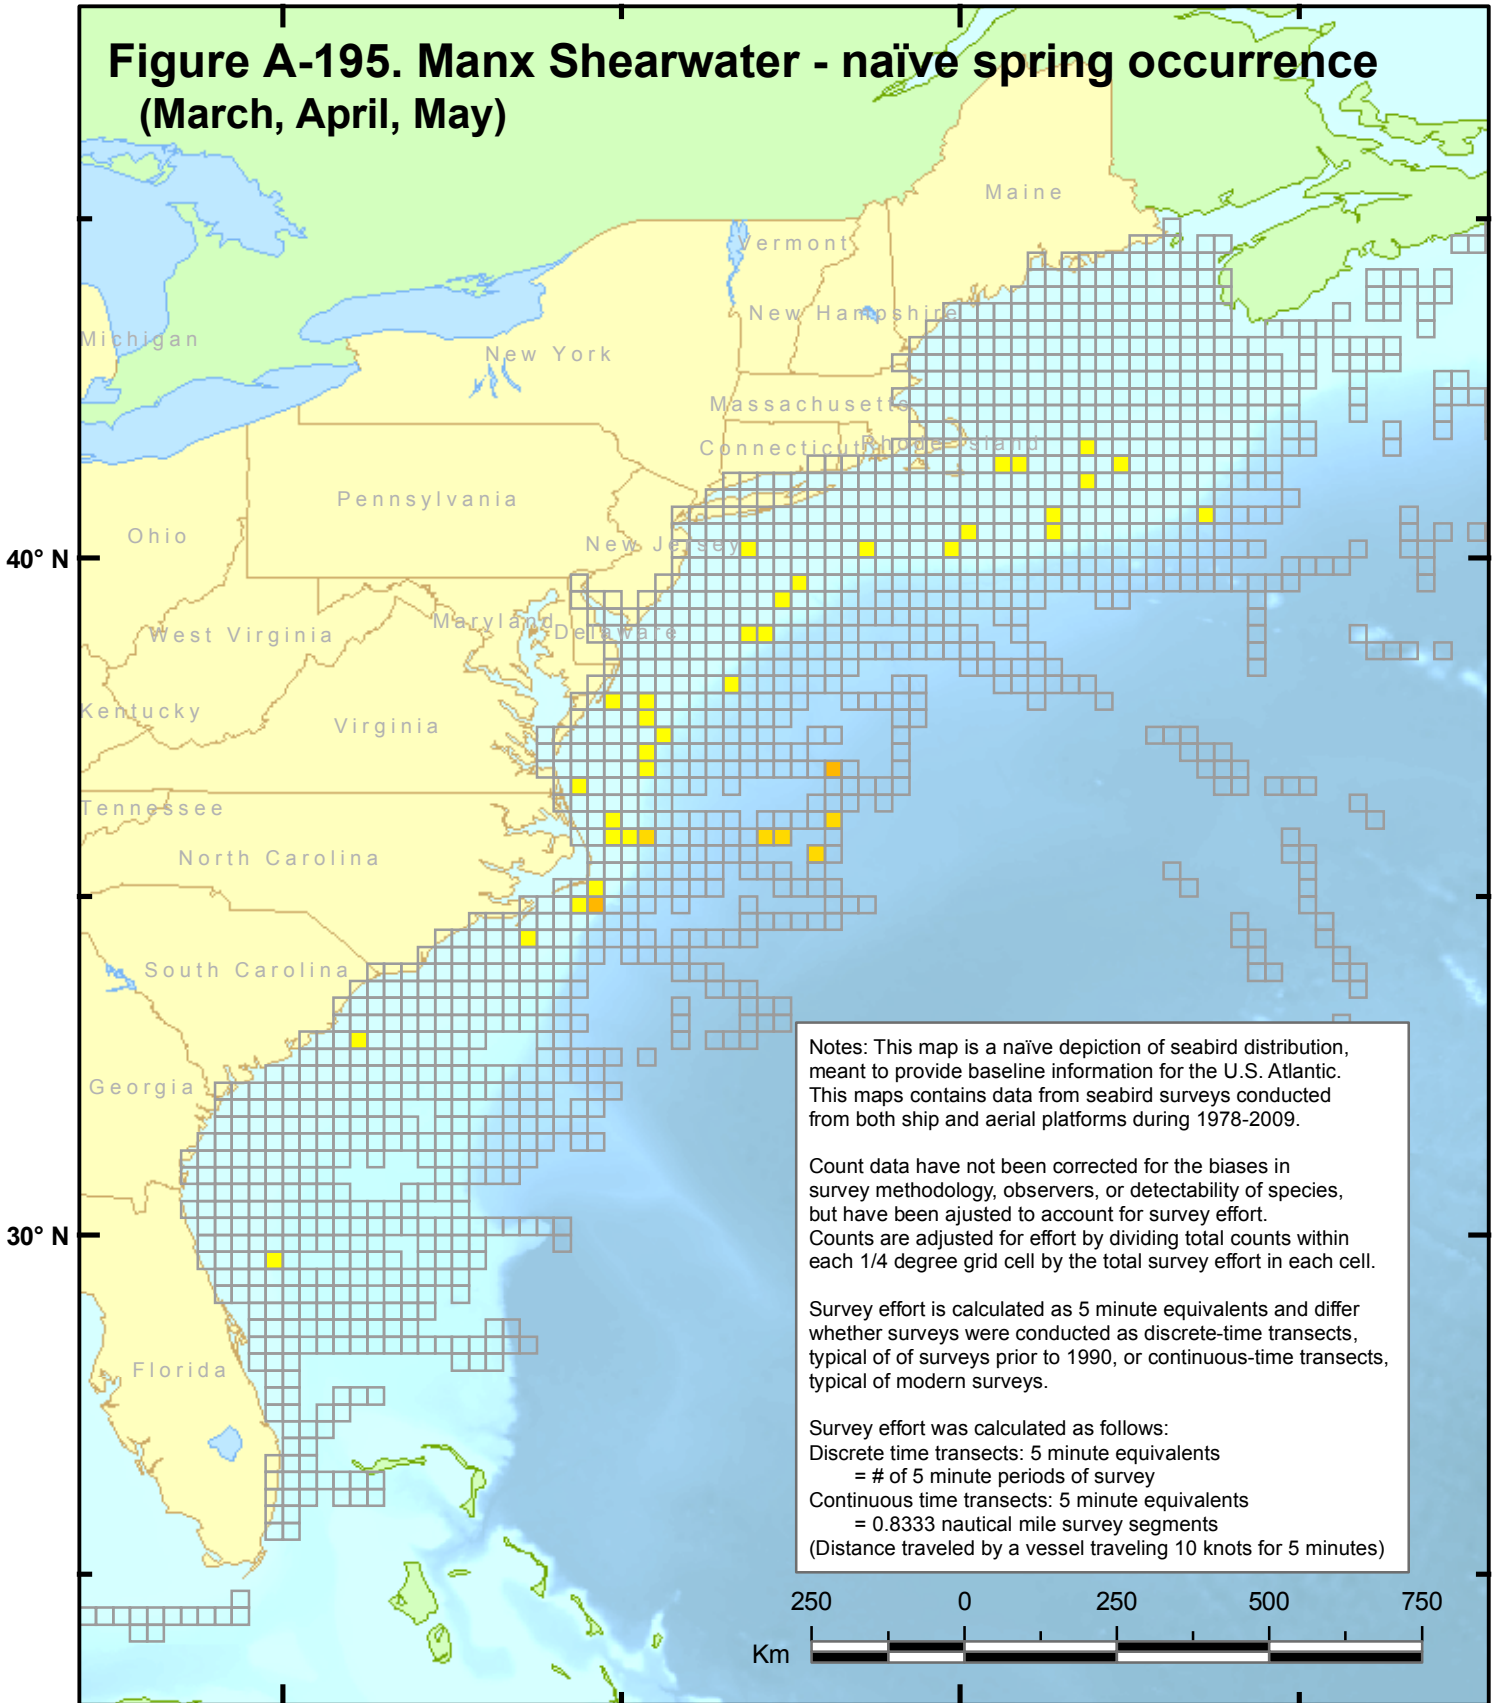 Figure A-195. Manx Shearwater - naïve spring occurrence
(March, April, May)
Maine
Vermont
New Hampshire
Michigan
New York
Massachusetts
Connecticut
Rhode Island
Pennsylvania
Ohio
New Jersey
40° N
Maryland
Delaware
West Virginia
Kentucky
Virginia
Tennessee
North Carolina
South Carolina
Georgia
30° N
Florida
Notes: This map is a naïve depiction of seabird distribution,
meant to provide baseline information for the U.S. Atlantic.
This maps contains data from seabird surveys conducted
from both ship and aerial platforms during 1978-2009.
Count data have not been corrected for the biases in
survey methodology, observers, or detectability of species,
but have been ajusted to account for survey effort.
Counts are adjusted for effort by dividing total counts within
each 1/4 degree grid cell by the total survey effort in each cell.
Survey effort is calculated as 5 minute equivalents and differ
whether surveys were conducted as discrete-time transects,
typical of of surveys prior to 1990, or continuous-time transects,
typical of modern surveys.
Survey effort was calculated as follows:
Discrete time transects: 5 minute equivalents
= # of 5 minute periods of survey
Continuous time transects: 5 minute equivalents
= 0.8333 nautical mile survey segments
(Distance traveled by a vessel traveling 10 knots for 5 minutes)
250 0 250 500 750
Km